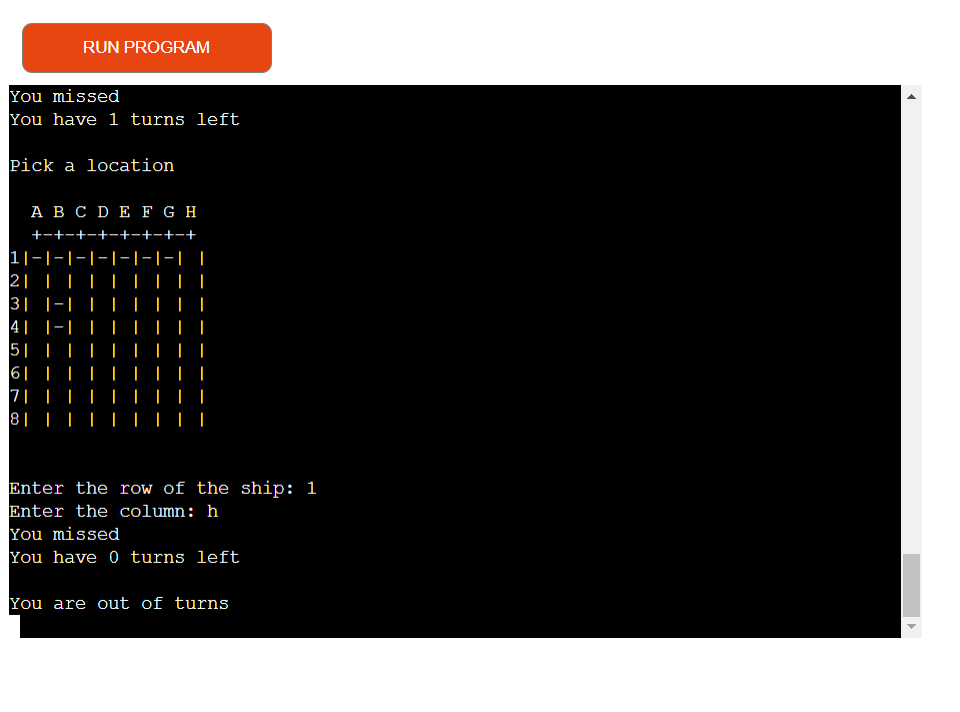 RUN PROGRAM
You missed
You have 1 turns left
Pick a location
  A B C D E F G H
  +-+-+-+-+-+-+-+
1|-|-|-|-|-|-|-| |
2| | | | | | | | |
3| |-| | | | | | |
4| |-| | | | | | |
5| | | | | | | | |
6| | | | | | | | |
7| | | | | | | | |
8| | | | | | | | |
Enter the row of the ship: 1
Enter the column: h
You missed
You have 0 turns left
You are out of turns